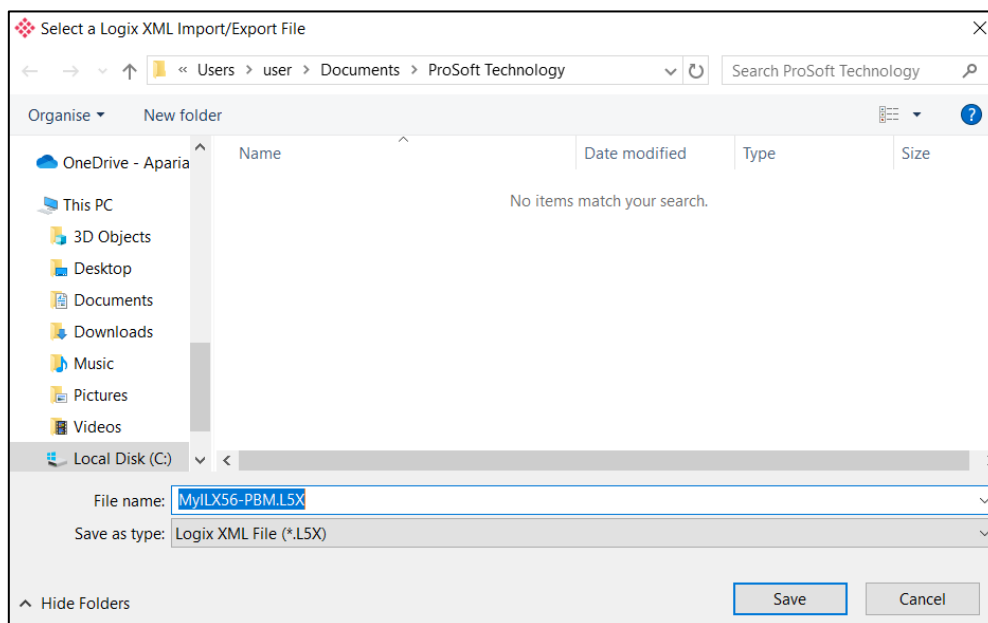 Select a Logix XML Import/Export File
« Users > user > Documents > ProSoft Technology
Search ProSoft Technology
Organise
New folder
?
Name
Date modified
Type
Size
No items match your search.
OneDrive - Aparia
This PC
3D Objects
Desktop
Documents
Downloads
Music
Pictures
Videos
Local Disk (C:)
File name: MyILX56-PBM.L5X
Save as type: Logix XML File (*.L5X)
Hide Folders
Save
Cancel